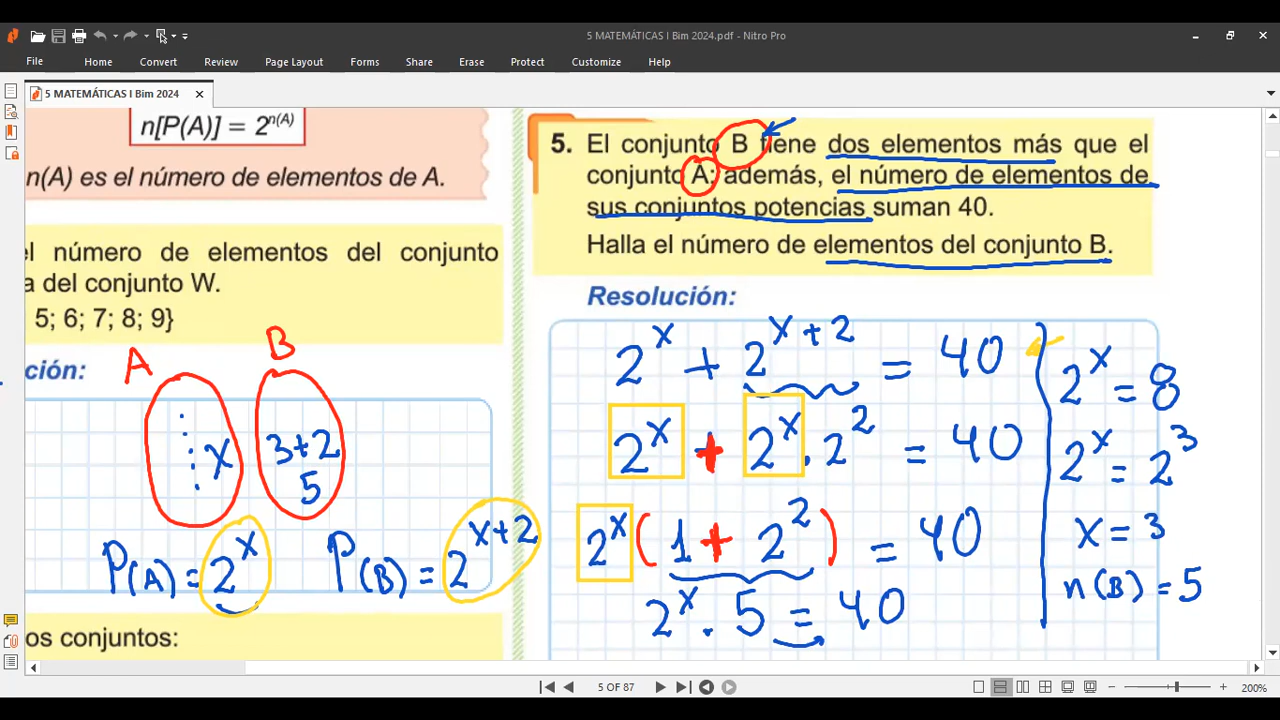 5 MATEMÁTICAS I Bim 2024.pdf - Nitro Pro
File Home Convert Review Page Layout Forms Share Erase Protect Customize Help
5 MATEMÁTICAS I Bim 2024
n[P(A)] = 2^n(A)
n(A) es el número de elementos de A.
el número de elementos del conjunto
a del conjunto W.
5; 6; 7; 8; 9}
ción:
A B
x 3+2
5
P(A) = 2^x P(B) = 2^x+2
os conjuntos:
5. El conjunto B tiene dos elementos más que el
conjunto A; además, el número de elementos de
sus conjuntos potencias suman 40.
Halla el número de elementos del conjunto B.
Resolución:
2^x + 2^x+2 = 40
2^x + 2^x . 2^2 = 40
2^x ( 1 + 2^2 ) = 40
2^x . 5 = 40
2^x = 8
2^x = 2^3
x = 3
n(B) = 5
5 OF 87
200%